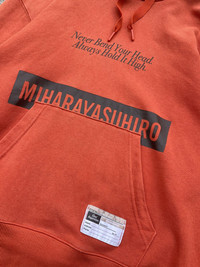 Never Bend Your Head.
Always Hold It High.
MIHARAYASUHIRO